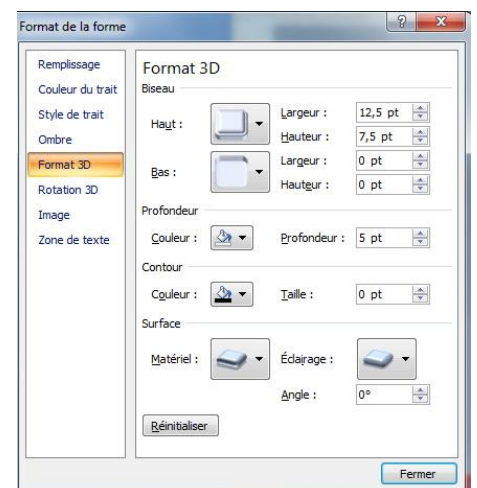 Format de la forme
Remplissage
Couleur du trait
Style de trait
Ombre
Format 3D
Rotation 3D
Image
Zone de texte
Format 3D
Biseau
Haut :
Largeur : 12,5 pt
Hauteur : 7,5 pt
Bas :
Largeur : 0 pt
Hauteur : 0 pt
Profondeur
Couleur : Profondeur : 5 pt
Contour
Couleur : Taille : 0 pt
Surface
Matériel : Éclairage :
Angle : 0°
Réinitialiser
Fermer